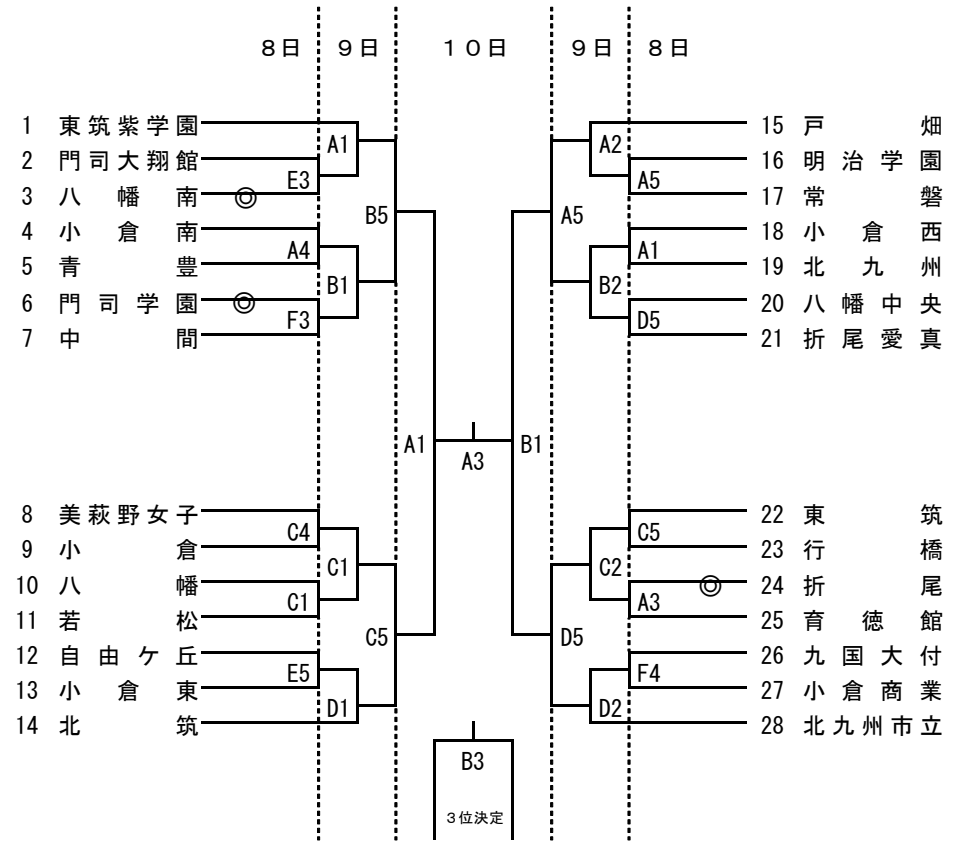 8日 9日 10日 9日 8日
1 東筑紫学園 A1 A2 15 戸畑
2 門司大翔館 E3 A5 16 明治学園
3 八幡南 ◎ 17 常磐
B5 A5
4 小倉南 A4 A1 18 小倉西
5 青豊 19 北九州
B1 B2
6 門司学園 ◎ F3 D5 20 八幡中央
7 中間 21 折尾愛真
A1 A3 B1
8 美萩野女子 C4 C5 22 東筑
9 小倉 23 行橋
C1 C2
10 八幡 C1 A3 ◎ 24 折尾
11 若松 25 育徳館
C5 D5
12 自由ケ丘 E5 F4 26 九国大付
13 小倉東 27 小倉商業
D1 D2
14 北筑 28 北九州市立
B3
3位決定